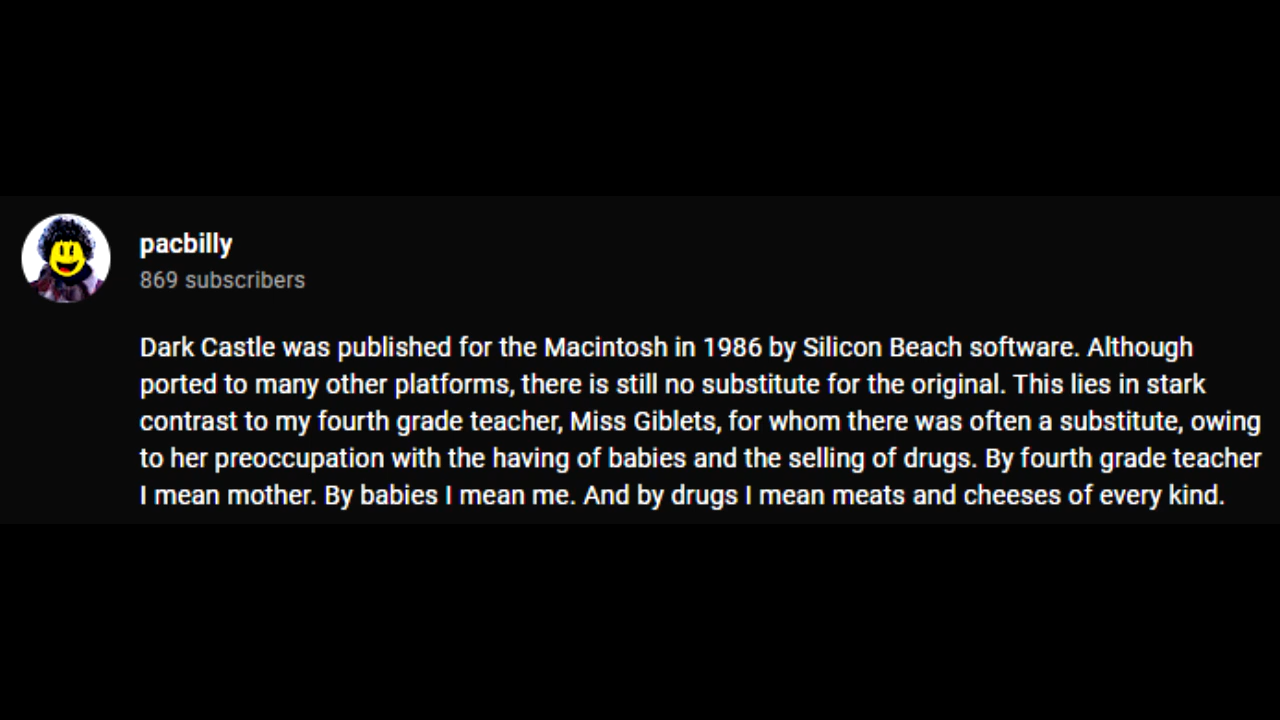 pacbilly
869 subscribers
Dark Castle was published for the Macintosh in 1986 by Silicon Beach software. Although
ported to many other platforms, there is still no substitute for the original. This lies in stark
contrast to my fourth grade teacher, Miss Giblets, for whom there was often a substitute, owing
to her preoccupation with the having of babies and the selling of drugs. By fourth grade teacher
I mean mother. By babies I mean me. And by drugs I mean meats and cheeses of every kind.